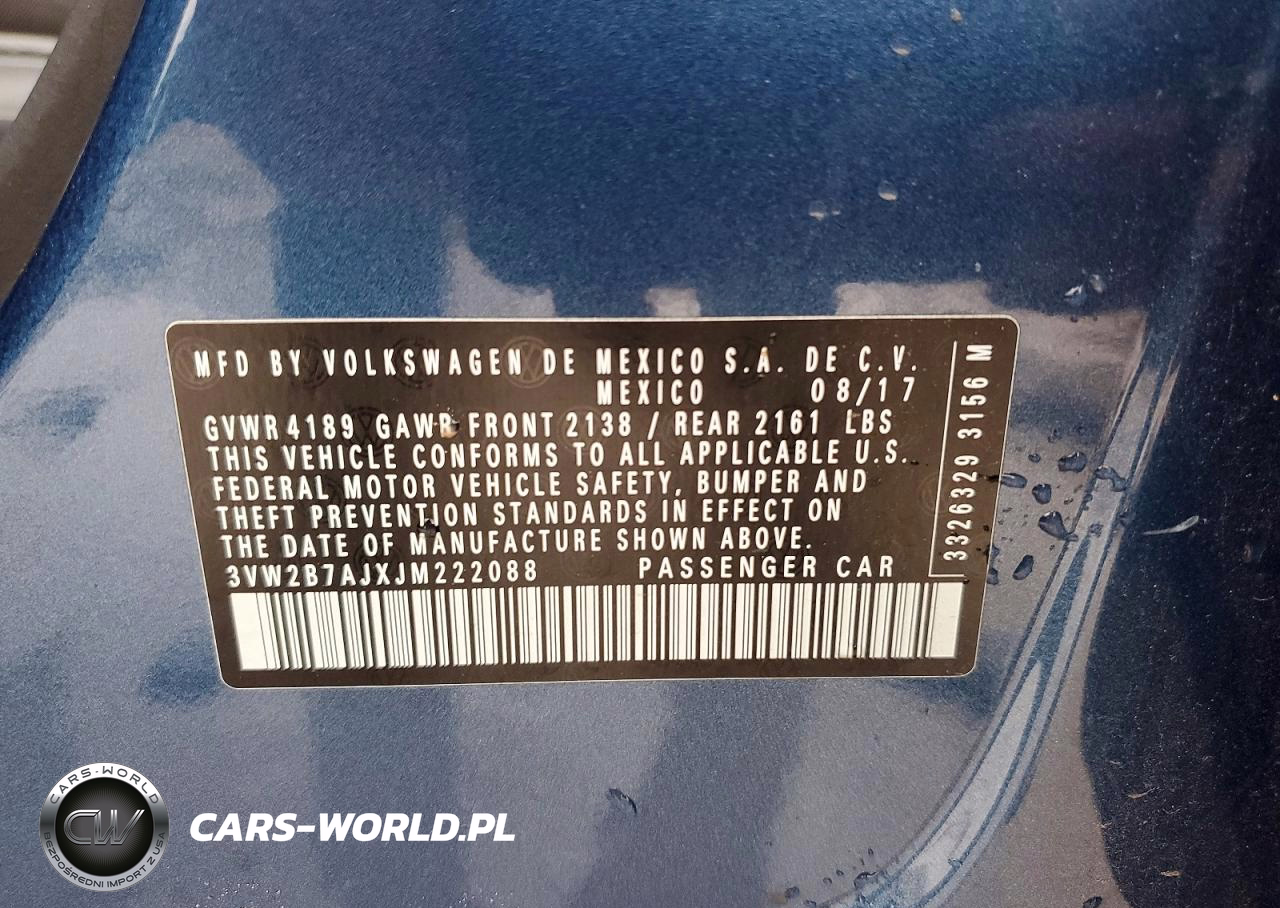 MFD BY VOLKSWAGEN DE MEXICO S.A. DE C.V.
MEXICO 08/17
GVWR 4189 GAWR FRONT 2138 / REAR 2161 LBS
THIS VEHICLE CONFORMS TO ALL APPLICABLE U.S.
FEDERAL MOTOR VEHICLE SAFETY, BUMPER AND
THEFT PREVENTION STANDARDS IN EFFECT ON
THE DATE OF MANUFACTURE SHOWN ABOVE.
3VW2B7AJXJM222088 PASSENGER CAR
3326329 3156 M
CARS-WORLD
CW
BEZPOŚREDNI IMPORT Z USA
CARS-WORLD.PL